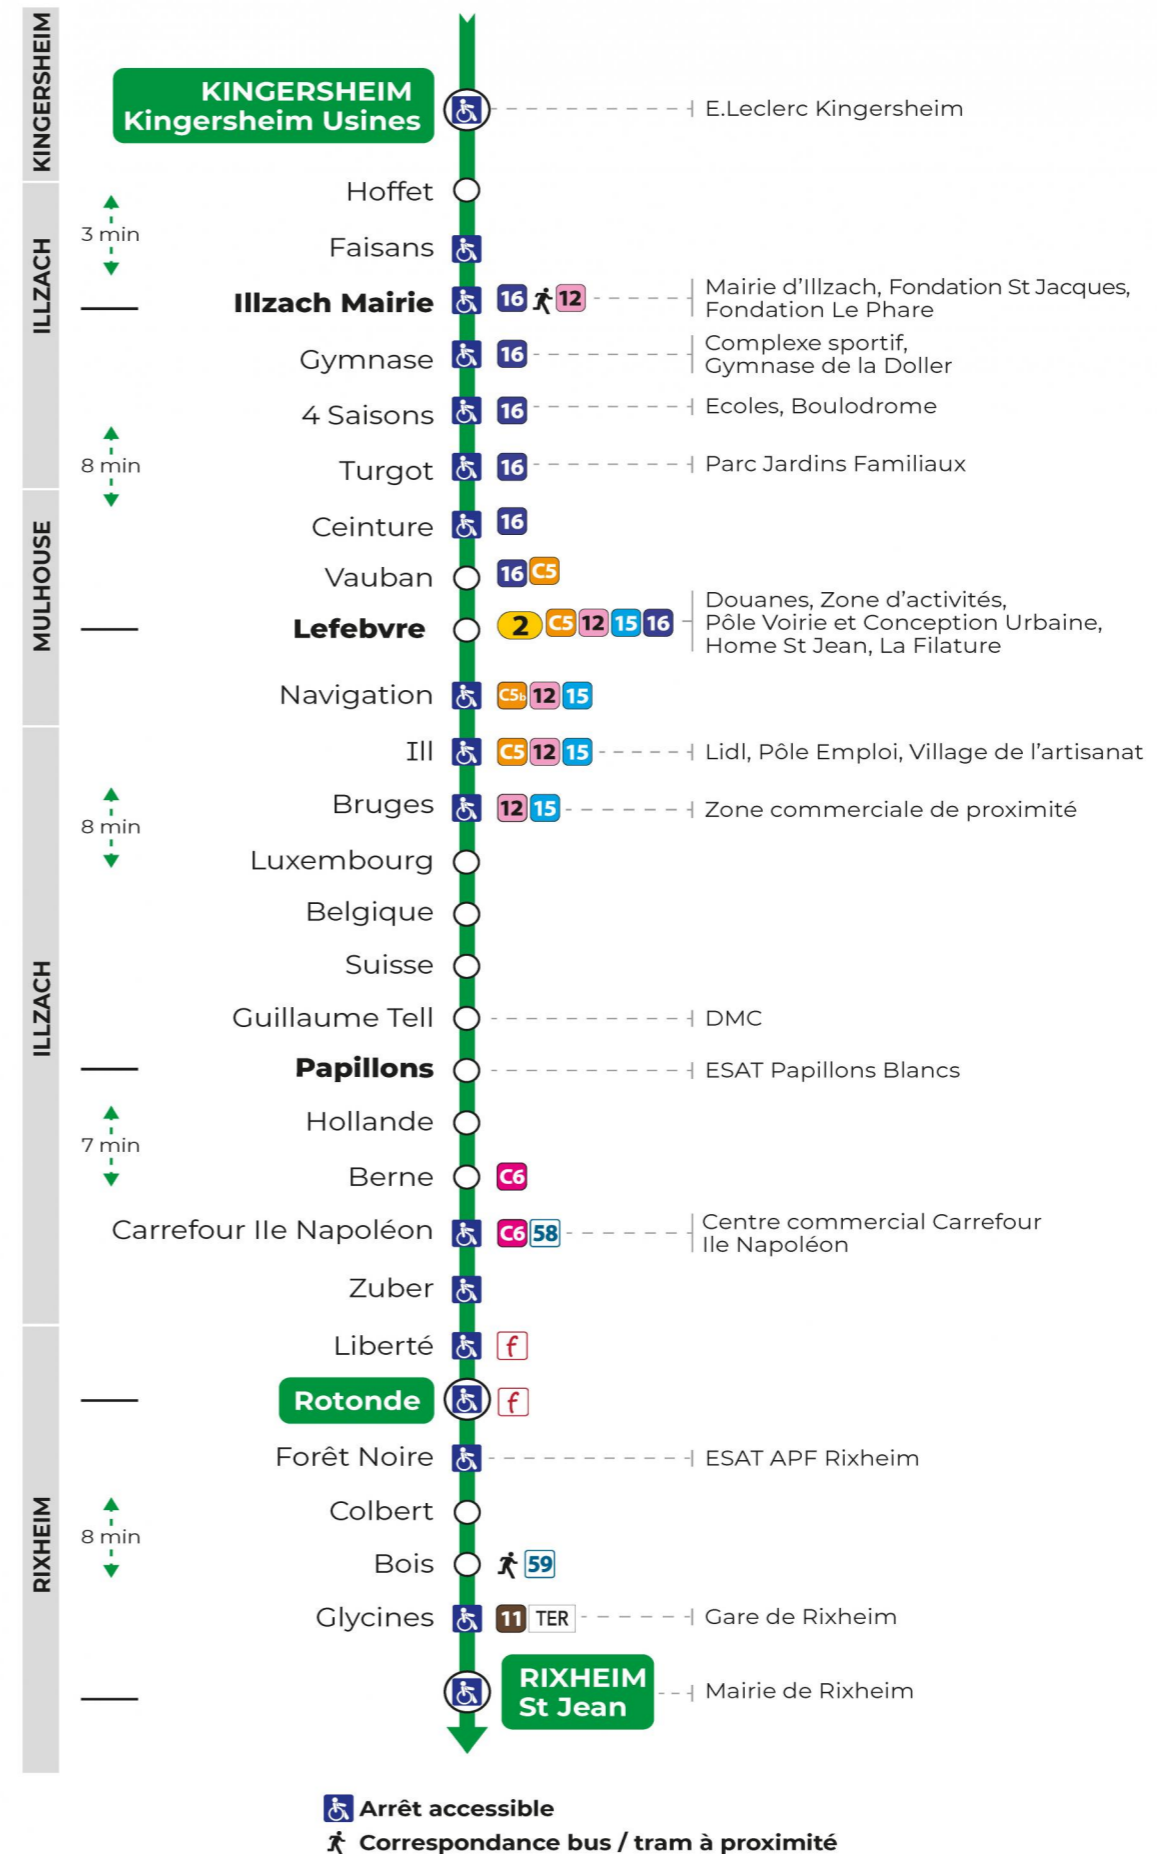 KINGERSHEIM
KINGERSHEIM
Kingersheim Usines
E.Leclerc Kingersheim
ILLZACH
Hoffet
3 min
Faisans
Illzach Mairie 16 12
Mairie d'Illzach, Fondation St Jacques,
Fondation Le Phare
Gymnase 16
Complexe sportif,
Gymnase de la Doller
4 Saisons 16 Ecoles, Boulodrome
8 min
Turgot 16 Parc Jardins Familiaux
MULHOUSE
Ceinture 16
Vauban 16 C5
Lefebvre 2 C5 12 15 16
Douanes, Zone d'activités,
Pôle Voirie et Conception Urbaine,
Home St Jean, La Filature
Navigation C5b 12 15
ILLZACH
Ill C5 12 15 Lidl, Pôle Emploi, Village de l'artisanat
Bruges 12 15 Zone commerciale de proximité
8 min
Luxembourg
Belgique
Suisse
Guillaume Tell DMC
Papillons ESAT Papillons Blancs
Hollande
7 min
Berne C6
Carrefour Ile Napoléon C6 58
Centre commercial Carrefour
Ile Napoléon
Zuber
RIXHEIM
Liberté f
Rotonde f
Forêt Noire ESAT APF Rixheim
Colbert
8 min
Bois 59
Glycines 11 TER Gare de Rixheim
RIXHEIM
St Jean
Mairie de Rixheim
Arrêt accessible
Correspondance bus / tram à proximité